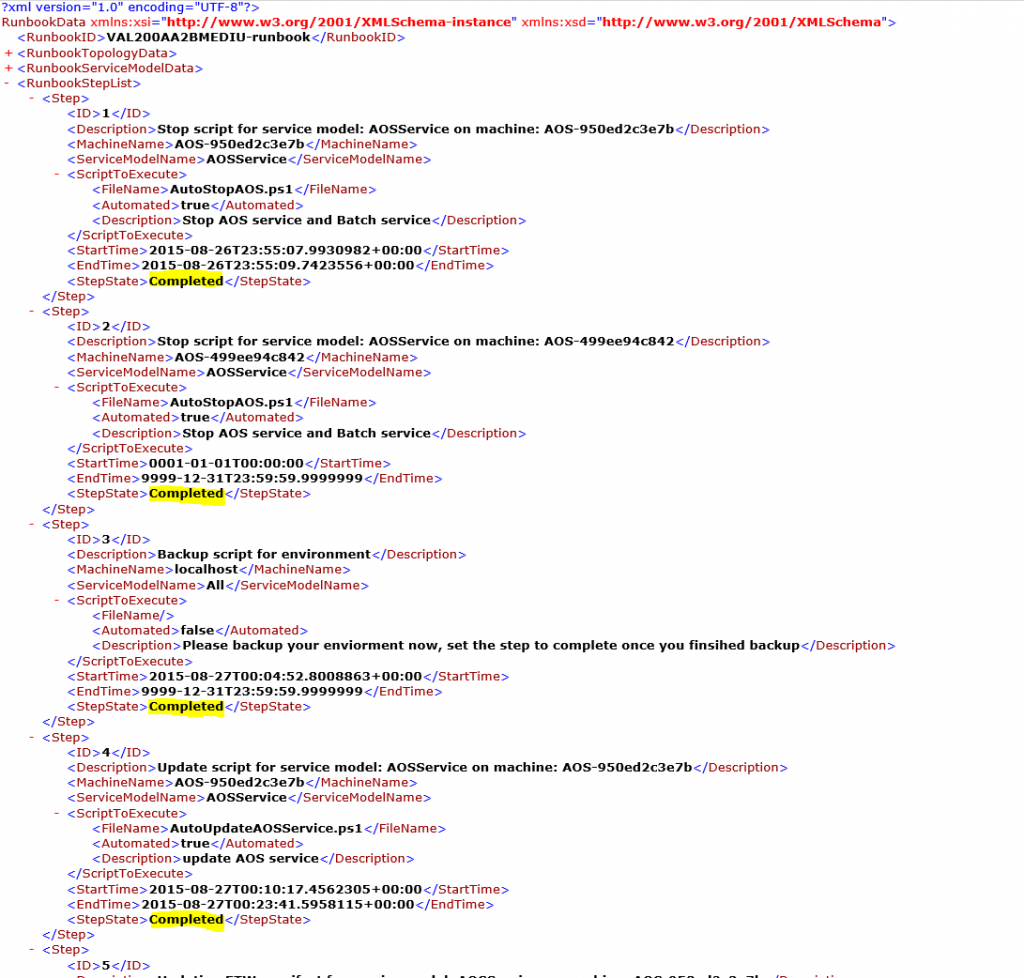 ?xml version="1.0" encoding="UTF-8"?>
RunbookData xmlns:xsi="http://www.w3.org/2001/XMLSchema-instance" xmlns:xsd="http://www.w3.org/2001/XMLSchema">
<RunbookID>VAL200AA2BMEDIU-runbook</RunbookID>
+ <RunbookTopologyData>
+ <RunbookServiceModelData>
- <RunbookStepList>
- <Step>
<ID>1</ID>
<Description>Stop script for service model: AOSService on machine: AOS-950ed2c3e7b</Description>
<MachineName>AOS-950ed2c3e7b</MachineName>
<ServiceModelName>AOSService</ServiceModelName>
- <ScriptToExecute>
<FileName>AutoStopAOS.ps1</FileName>
<Automated>true</Automated>
<Description>Stop AOS service and Batch service</Description>
</ScriptToExecute>
<StartTime>2015-08-26T23:55:07.9930982+00:00</StartTime>
<EndTime>2015-08-26T23:55:09.7423556+00:00</EndTime>
<StepState>Completed</StepState>
</Step>
- <Step>
<ID>2</ID>
<Description>Stop script for service model: AOSService on machine: AOS-499ee94c842</Description>
<MachineName>AOS-499ee94c842</MachineName>
<ServiceModelName>AOSService</ServiceModelName>
- <ScriptToExecute>
<FileName>AutoStopAOS.ps1</FileName>
<Automated>true</Automated>
<Description>Stop AOS service and Batch service</Description>
</ScriptToExecute>
<StartTime>0001-01-01T00:00:00</StartTime>
<EndTime>9999-12-31T23:59:59.9999999</EndTime>
<StepState>Completed</StepState>
</Step>
- <Step>
<ID>3</ID>
<Description>Backup script for environment</Description>
<MachineName>localhost</MachineName>
<ServiceModelName>All</ServiceModelName>
- <ScriptToExecute>
<FileName/>
<Automated>false</Automated>
<Description>Please backup your enviorment now, set the step to complete once you finsihed backup</Description>
</ScriptToExecute>
<StartTime>2015-08-27T00:04:52.8008863+00:00</StartTime>
<EndTime>9999-12-31T23:59:59.9999999</EndTime>
<StepState>Completed</StepState>
</Step>
- <Step>
<ID>4</ID>
<Description>Update script for service model: AOSService on machine: AOS-950ed2c3e7b</Description>
<MachineName>AOS-950ed2c3e7b</MachineName>
<ServiceModelName>AOSService</ServiceModelName>
- <ScriptToExecute>
<FileName>AutoUpdateAOSService.ps1</FileName>
<Automated>true</Automated>
<Description>update AOS service</Description>
</ScriptToExecute>
<StartTime>2015-08-27T00:10:17.4562305+00:00</StartTime>
<EndTime>2015-08-27T00:23:41.5958115+00:00</EndTime>
<StepState>Completed</StepState>
</Step>
- <Step>
<ID>5</ID>